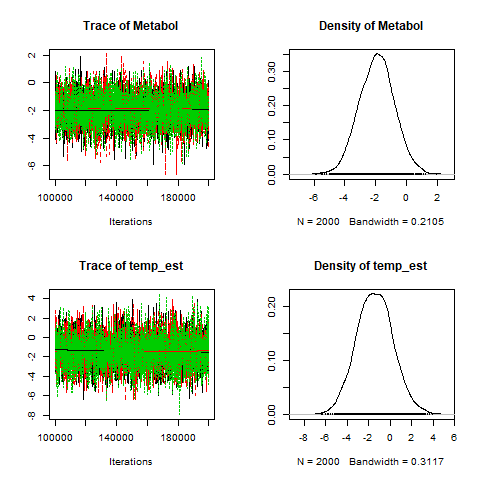 Trace of Metabol
2
0
-2
-4
-6
100000 140000 180000
Iterations
Density of Metabol
0.30
0.20
0.10
0.00
-6 -4 -2 0 2
N = 2000 Bandwidth = 0.2105
Trace of temp_est
4
2
0
-2
-4
-6
-8
100000 140000 180000
Iterations
Density of temp_est
0.20
0.10
0.00
-8 -6 -4 -2 0 2 4 6
N = 2000 Bandwidth = 0.3117